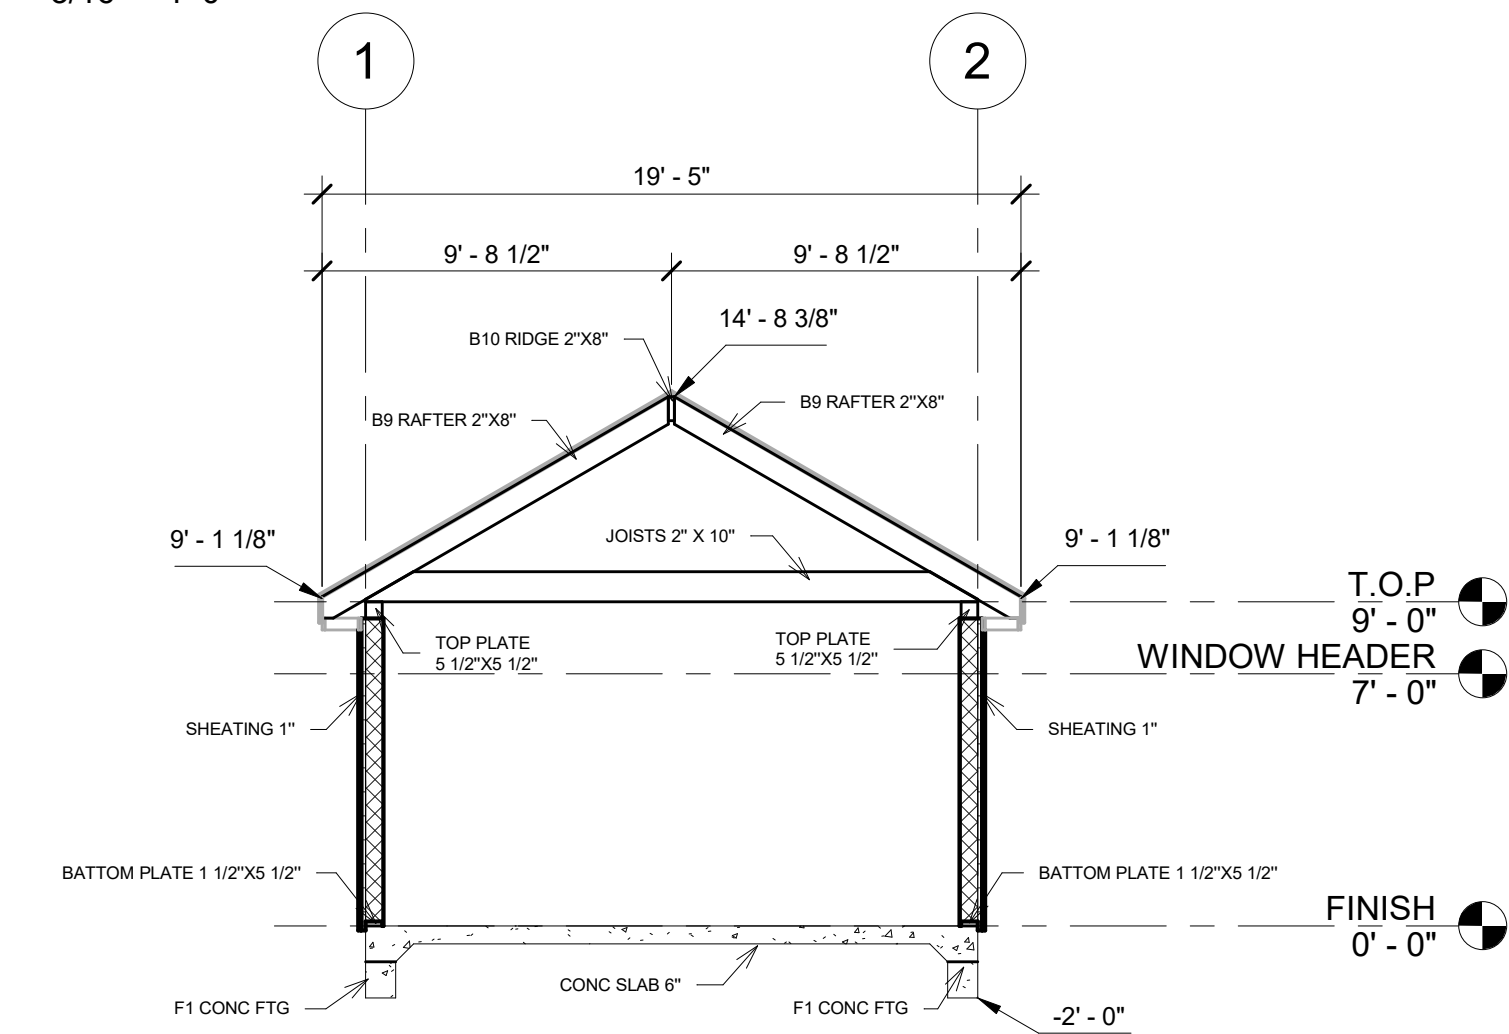 1
2
19' - 5"
9' - 8 1/2"
9' - 8 1/2"
14' - 8 3/8"
B10 RIDGE 2"X8"
B9 RAFTER 2"X8"
B9 RAFTER 2"X8"
9' - 1 1/8"
JOISTS 2" X 10"
9' - 1 1/8"
T.O.P
9' - 0"
TOP PLATE
5 1/2"X5 1/2"
TOP PLATE
5 1/2"X5 1/2"
WINDOW HEADER
7' - 0"
SHEATING 1"
SHEATING 1"
BATTOM PLATE 1 1/2"X5 1/2"
BATTOM PLATE 1 1/2"X5 1/2"
FINISH
0' - 0"
CONC SLAB 6"
F1 CONC FTG
F1 CONC FTG
-2' - 0"